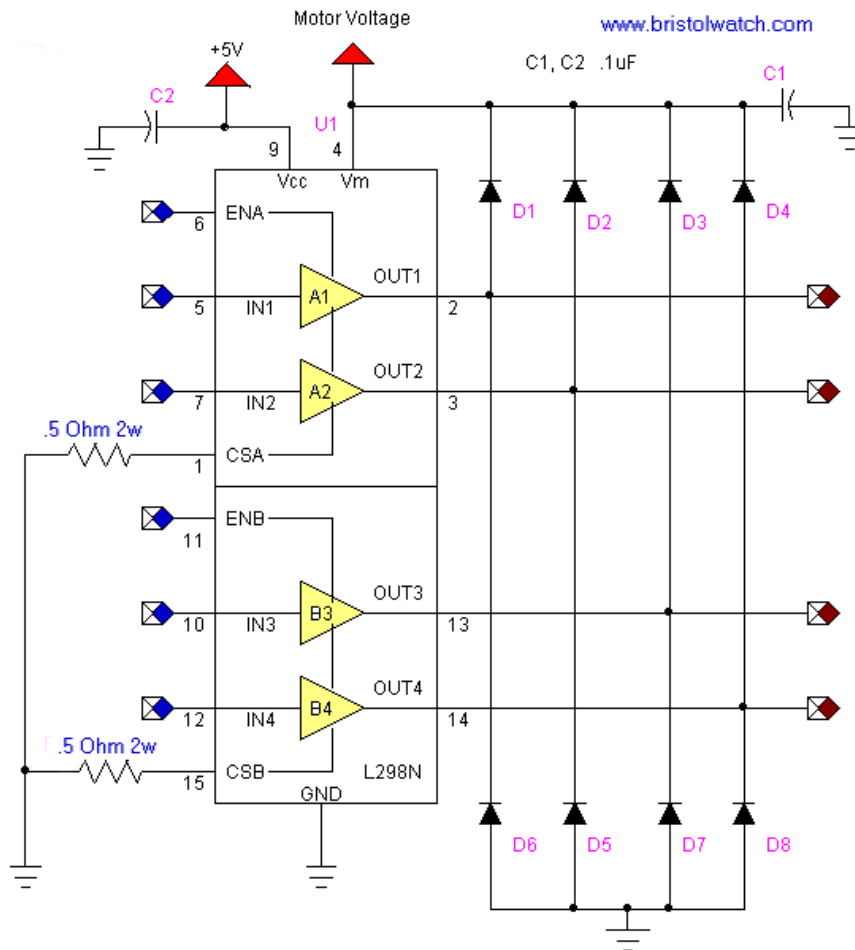 Motor Voltage
www.bristolwatch.com
+5V
C1, C2 .1uF
C1
C2
U1
9
4
Vcc
Vm
6
ENA
D1
D2
D3
D4
OUT1
A1
5
IN1
2
OUT2
A2
7
IN2
3
.5 Ohm 2w
1
CSA
ENB
11
OUT3
B3
10
IN3
13
OUT4
B4
12
IN4
14
.5 Ohm 2w
15
CSB
L298N
GND
D6
D5
D7
D8